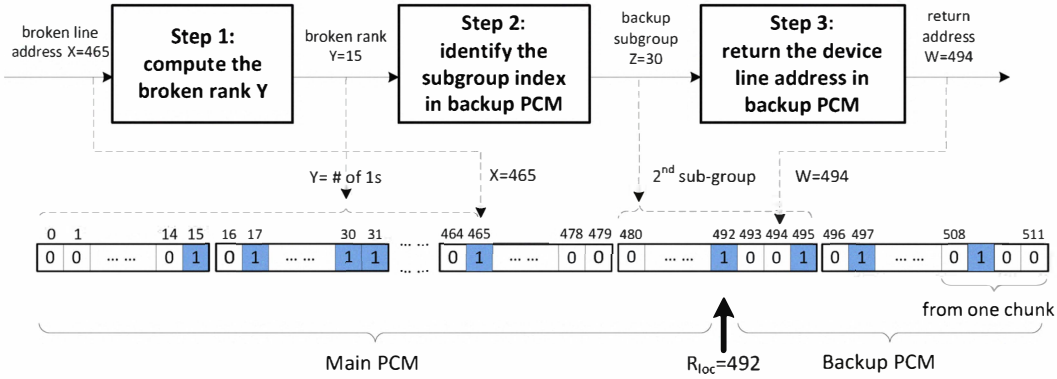 broken line
address X=465
Step 1:
compute the
broken rank Y
broken rank
Y=15
Step 2:
identify the
subgroup index
in backup PCM
backup
subgroup
Z=30
Step 3:
return the device
line address in
backup PCM
return
address
W=494
Y= # of 1s
X=465
2nd sub-group
W=494
0 1 14 15 16 17 30 31 464 465 478 479 480 492 493 494 495 496 497 508 511
0 0 ... ... 0 1 1... 0 1 ... ... 1 1 ... ... 0 1 ... ... 0 0 0 ... ... 1 0 0 1 0 1 ... ... 0 1 0 0
... ...
from one chunk
Main PCM
Rloc=492
Backup PCM